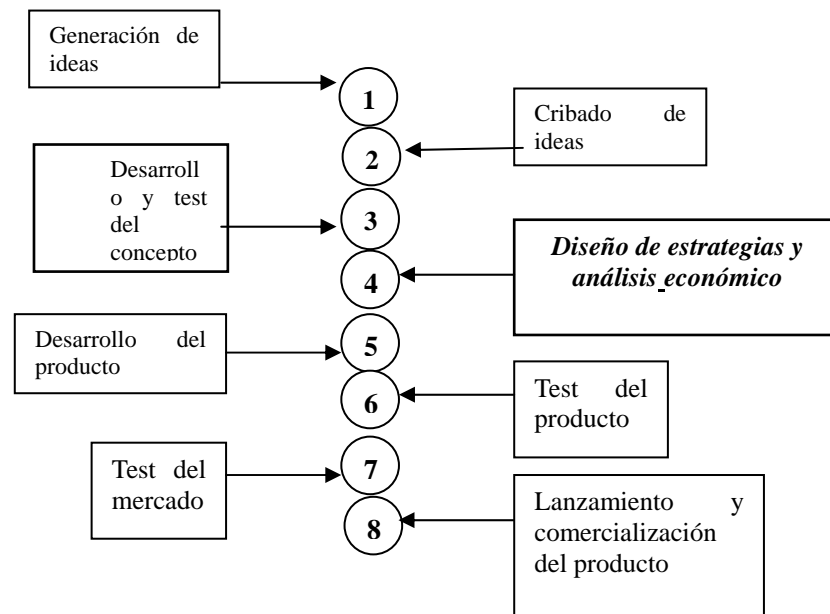 Generación de
ideas
1
Cribado de
ideas
2
Desarroll
o y test
del
concepto
3
Diseño de estrategias y
análisis económico
4
Desarrollo del
producto
5
Test del
producto
6
Test del
mercado
7
Lanzamiento y
comercialización
del producto
8